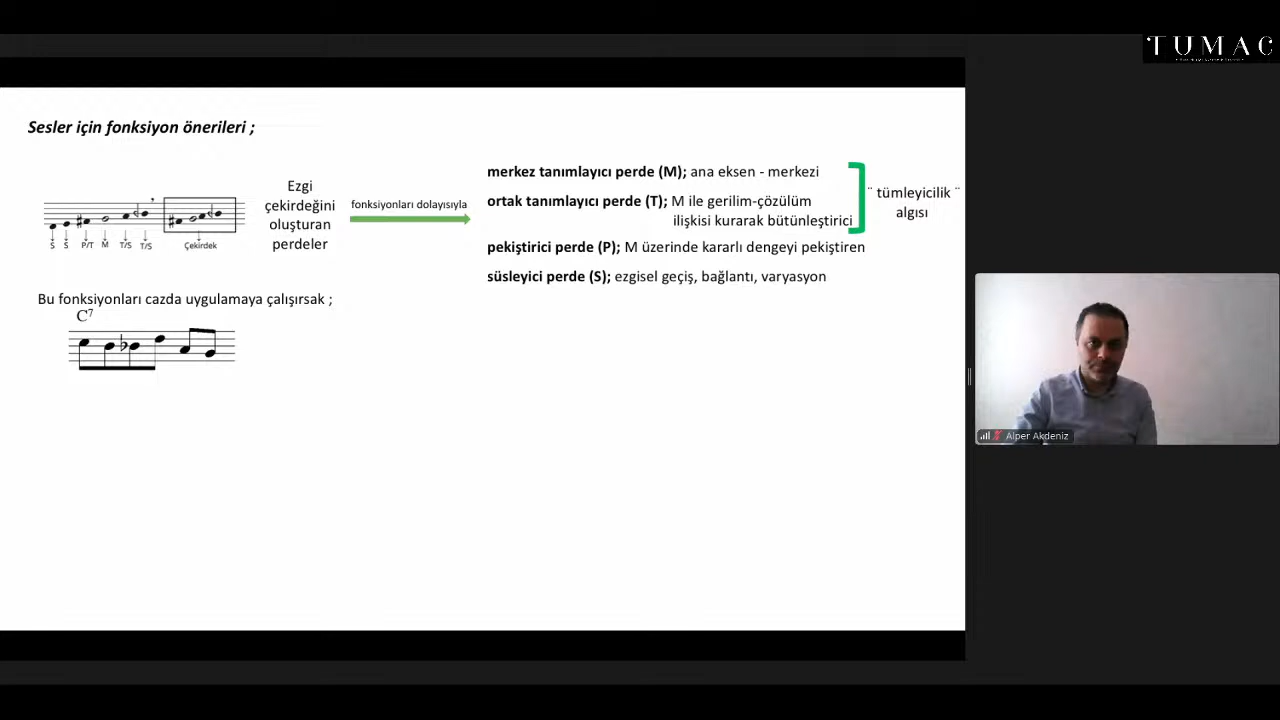 TUMAC
Sesler için fonksiyon önerileri ;
merkez tanımlayıcı perde (M); ana eksen - merkezi
ortak tanımlayıcı perde (T); M ile gerilim-çözülüm
ilişkisi kurarak bütünleştirici
pekiştirici perde (P); M üzerinde kararlı dengeyi pekiştiren
süsleyici perde (S); ezgisel geçiş, bağlantı, varyasyon
¨ tümleyicilik ¨
algısı
Ezgi
çekirdeğini
oluşturan
perdeler
fonksiyonları dolayısıyla
S S P/T M T/S T/S Çekirdek
Bu fonksiyonları cazda uygulamaya çalışırsak ;
C7
Alper Akdeniz